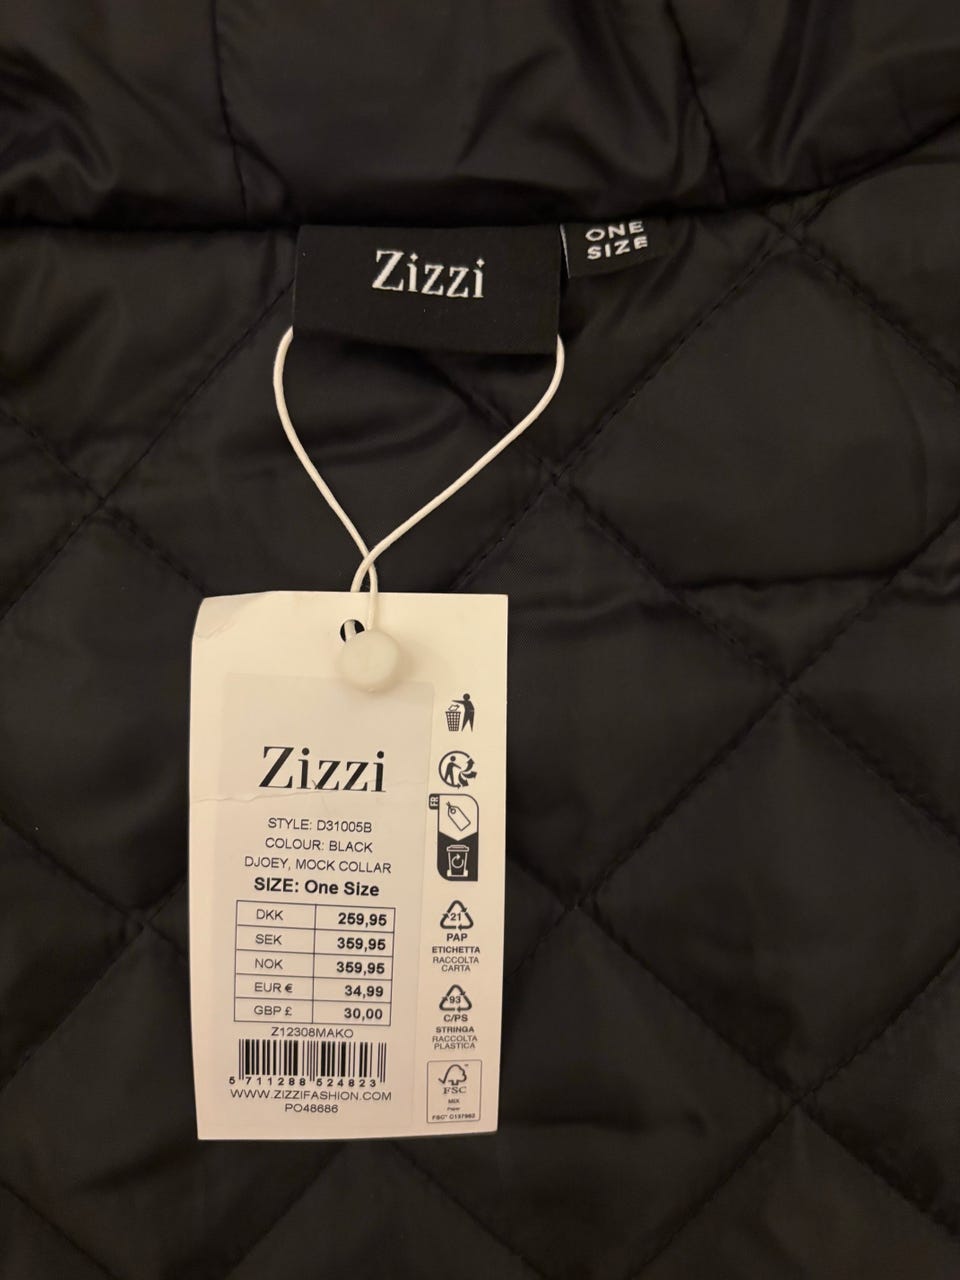 Zizzi
ONE
SIZE
Zizzi
STYLE: D31005B
COLOUR: BLACK
DJOEY, MOCK COLLAR
SIZE: One Size
DKK 259,95
SEK 359,95
NOK 359,95
EUR € 34,99
GBP £ 30,00
Z12308MAKO
5 711288 524823
WWW.ZIZZIFASHION.COM
PO48686
FR
21
PAP
ETICHETTA
RACCOLTA
CARTA
93
C/PS
STRINGA
RACCOLTA
PLASTICA
FSC
MIX
Paper